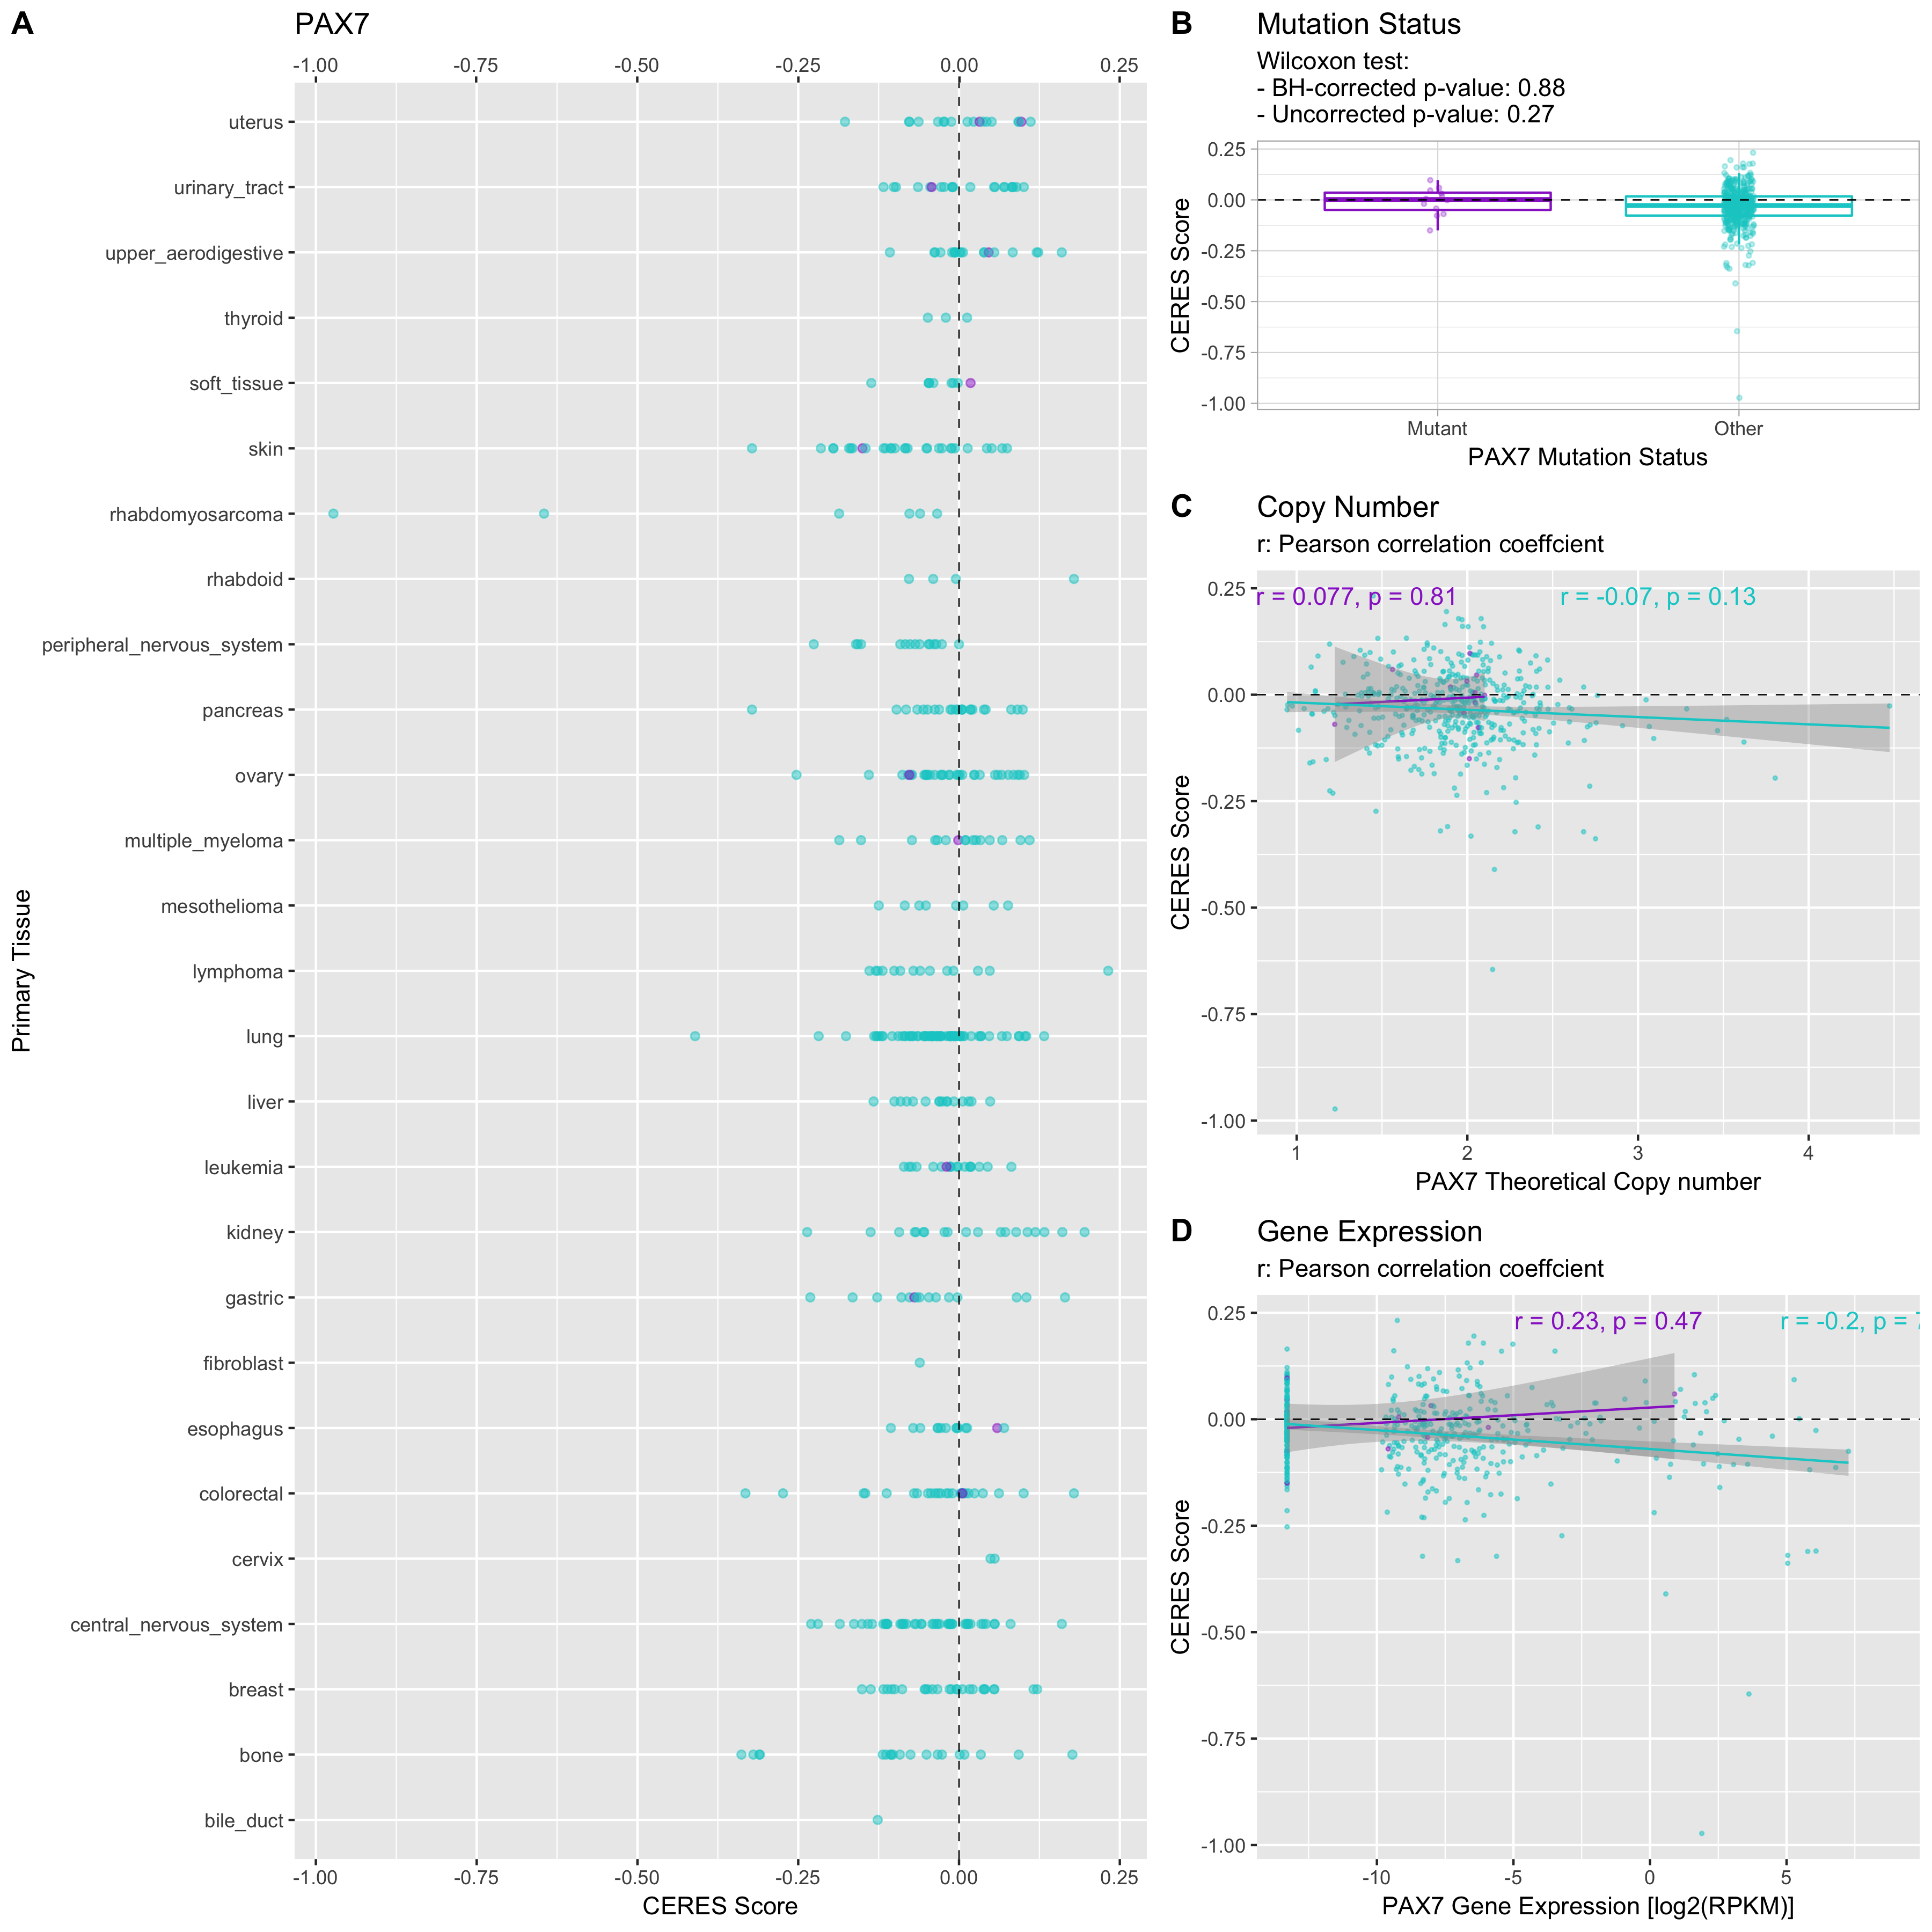 A
PAX7
-1.00 -0.75 -0.50 -0.25 0.00 0.25
Primary Tissue
uterus
urinary_tract
upper_aerodigestive
thyroid
soft_tissue
skin
rhabdomyosarcoma
rhabdoid
peripheral_nervous_system
pancreas
ovary
multiple_myeloma
mesothelioma
lymphoma
lung
liver
leukemia
kidney
gastric
fibroblast
esophagus
colorectal
cervix
central_nervous_system
breast
bone
bile_duct
-1.00 -0.75 -0.50 -0.25 0.00 0.25
CERES Score
B
Mutation Status
Wilcoxon test:
- BH-corrected p-value: 0.88
- Uncorrected p-value: 0.27
CERES Score
0.25
0.00
-0.25
-0.50
-0.75
-1.00
Mutant Other
PAX7 Mutation Status
C
Copy Number
r: Pearson correlation coeffcient
r = 0.077, p = 0.81 r = -0.07, p = 0.13
CERES Score
0.25
0.00
-0.25
-0.50
-0.75
-1.00
1 2 3 4
PAX7 Theoretical Copy number
D
Gene Expression
r: Pearson correlation coeffcient
r = 0.23, p = 0.47 r = -0.2, p =
CERES Score
0.25
0.00
-0.25
-0.50
-0.75
-1.00
-10 -5 0 5
PAX7 Gene Expression [log2(RPKM)]